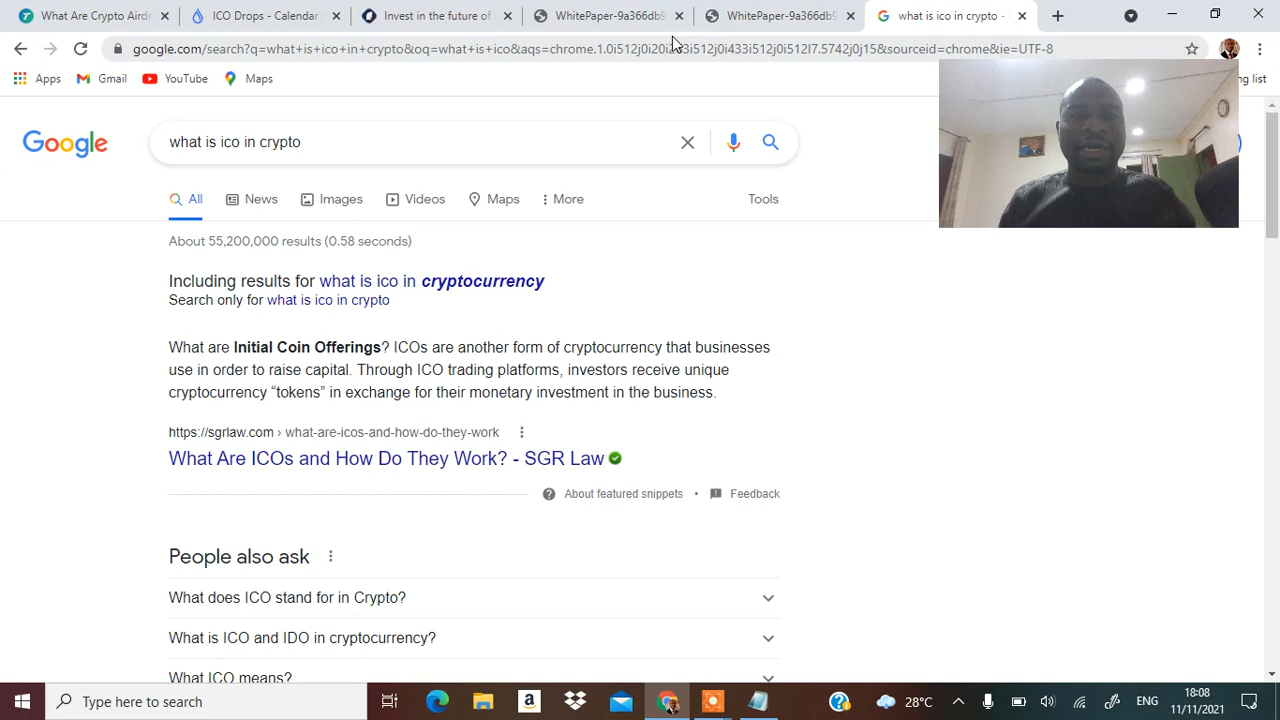 What Are Crypto Airdr
ICO Drops - Calendar
Invest in the future of
WhitePaper-9a366db9
WhitePaper-9a366db9
what is ico in crypto -
google.com/search?q=what+is+ico+in+crypto&oq=what+is+ico&aqs=chrome.1.0i512j0i20i263i512j0i433i512j0i512l7.5742j0j15&sourceid=chrome&ie=UTF-8
Apps
Gmail
YouTube
Maps
ng list
Google
what is ico in crypto
All
News
Images
Videos
Maps
More
Tools
About 55,200,000 results (0.58 seconds)
Including results for what is ico in cryptocurrency
Search only for what is ico in crypto
What are Initial Coin Offerings? ICOs are another form of cryptocurrency that businesses
use in order to raise capital. Through ICO trading platforms, investors receive unique
cryptocurrency “tokens” in exchange for their monetary investment in the business.
https://sgrlaw.com › what-are-icos-and-how-do-they-work
What Are ICOs and How Do They Work? - SGR Law
About featured snippets • Feedback
People also ask
What does ICO stand for in Crypto?
What is ICO and IDO in cryptocurrency?
What ICO means?
Type here to search
28°C
ENG
18:08
11/11/2021